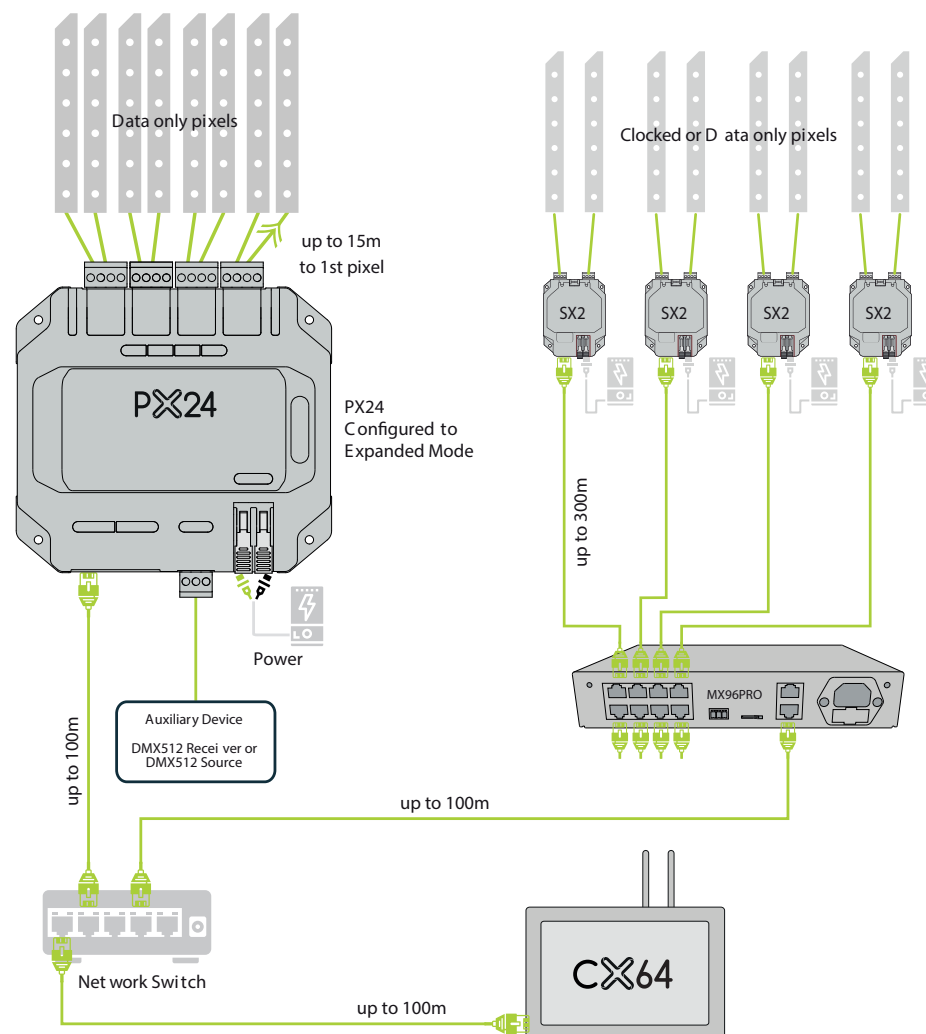 Data only pixels
Clocked or D ata only pixels
up to 15m
to 1st pixel
SX2
SX2
SX2
SX2
PX24
PX24
Configured to
Expanded Mode
up to 300m
Power
MX96PRO
Auxiliary Device
DMX512 Recei ver or
DMX512 Source
up to 100m
up to 100m
CX64
Net work Swi tch
up to 100m